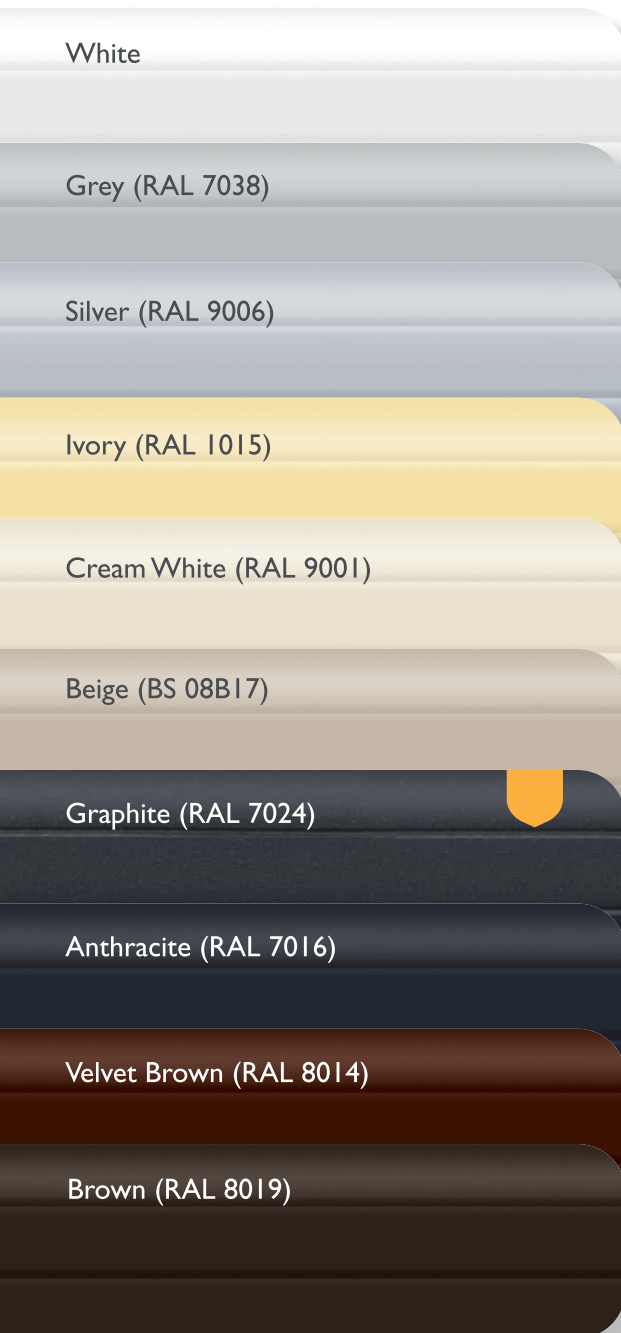 White
Grey (RAL 7038)
Silver (RAL 9006)
Ivory (RAL 1015)
Cream White (RAL 9001)
Beige (BS 08B17)
Graphite (RAL 7024)
Anthracite (RAL 7016)
Velvet Brown (RAL 8014)
Brown (RAL 8019)